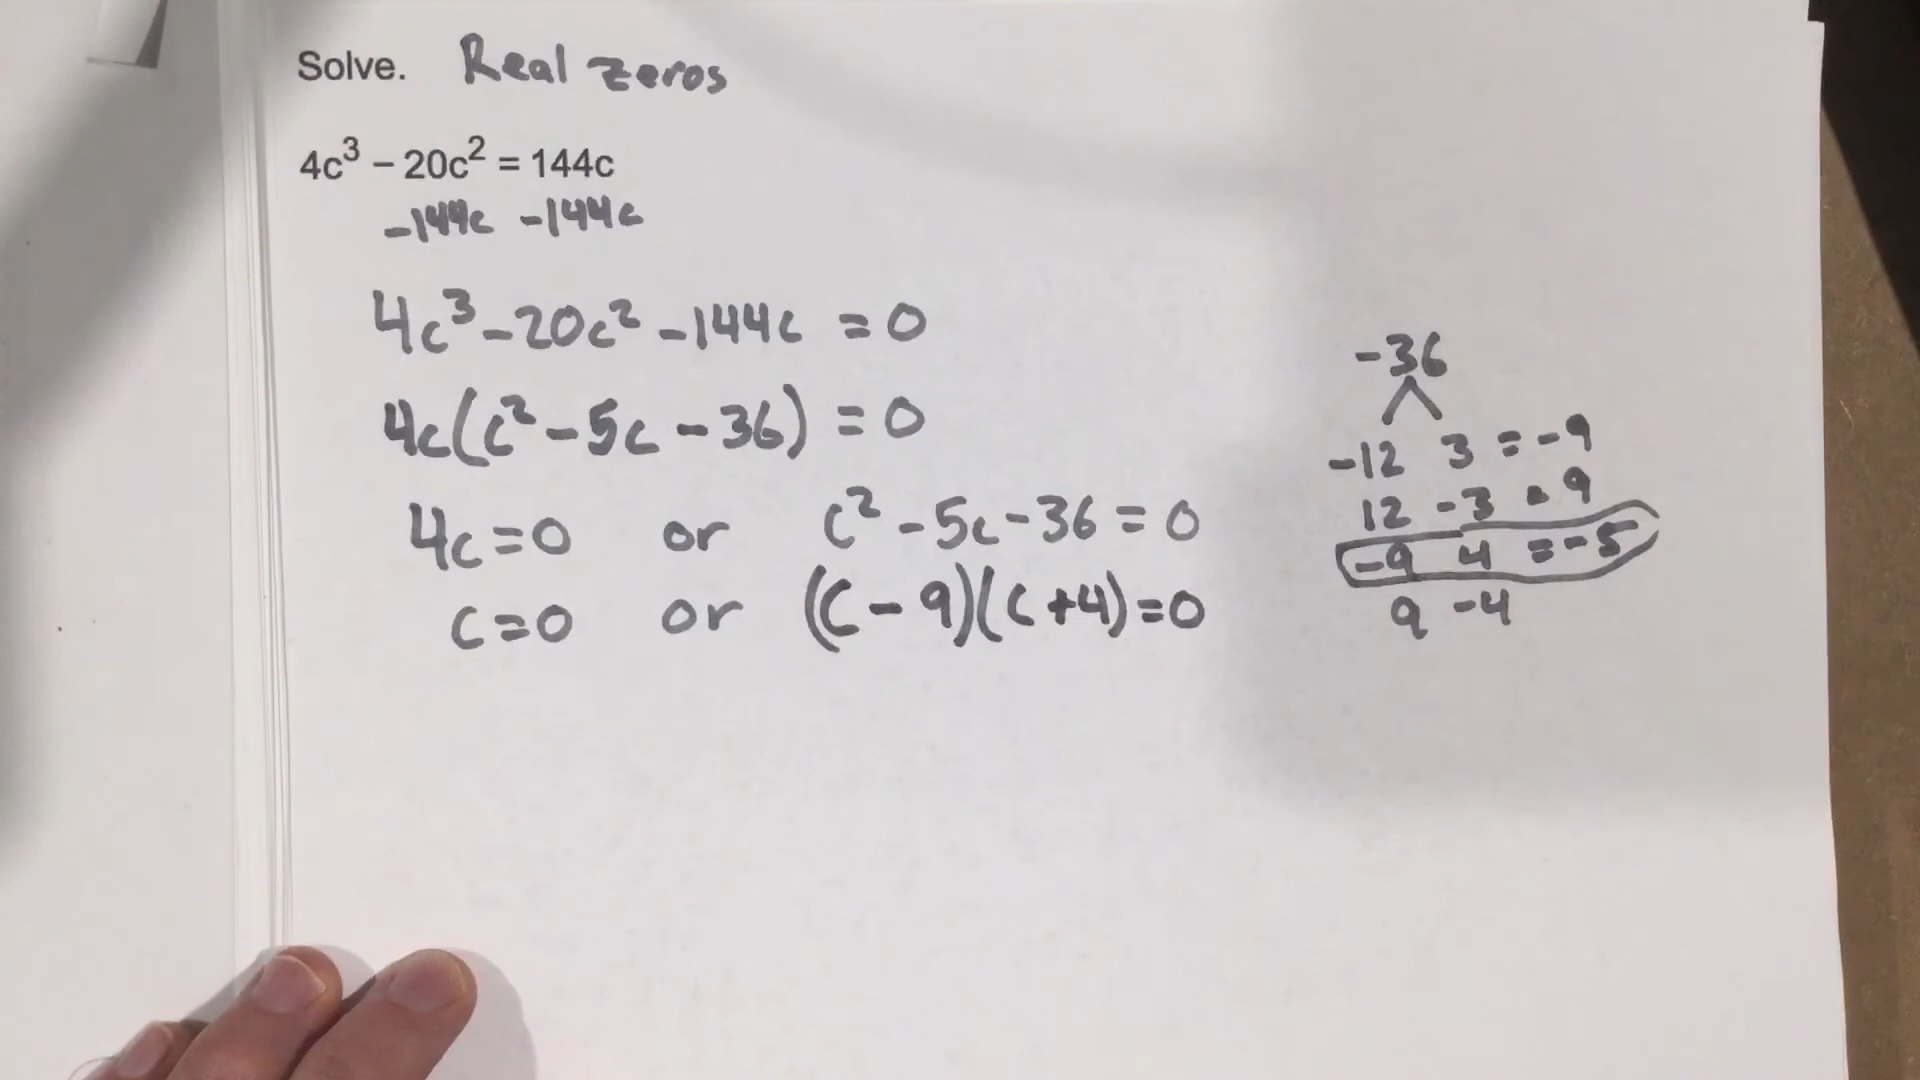 Solve. Real zeros
4c³ – 20c² = 144c
-144c -144c
4c³ -20c² -144c = 0
4c(c² - 5c - 36) = 0
4c = 0 or c² - 5c - 36 = 0
c = 0 or (c - 9)(c + 4) = 0
-36
-12 3 = -9
12 -3 = 9
-9 4 = -5
9 -4